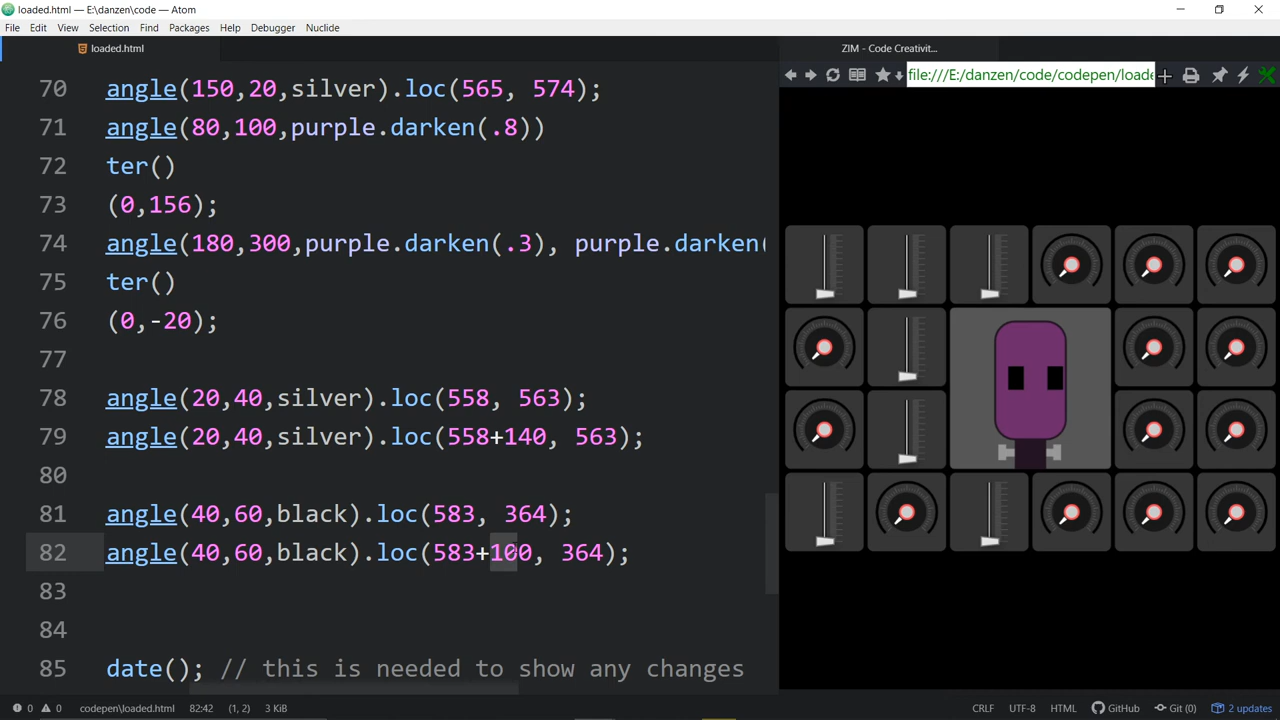 loaded.html — E:\danzen\code — Atom
File Edit View Selection Find Packages Help Debugger Nuclide
loaded.html
ZIM - Code Creativit...
file:///E:/danzen/code/codepen/loade
70 angle(150,20,silver).loc(565, 574);
71 angle(80,100,purple.darken(.8))
72 ter()
73 (0,156);
74 angle(180,300,purple.darken(.3), purple.darken(
75 ter()
76 (0,-20);
77
78 angle(20,40,silver).loc(558, 563);
79 angle(20,40,silver).loc(558+140, 563);
80
81 angle(40,60,black).loc(583, 364);
82 angle(40,60,black).loc(583+100, 364);
83
84
85 date(); // this is needed to show any changes
0 0 codepen\loaded.html 82:42 (1, 2) 3 KiB CRLF UTF-8 HTML GitHub Git (0) 2 updates